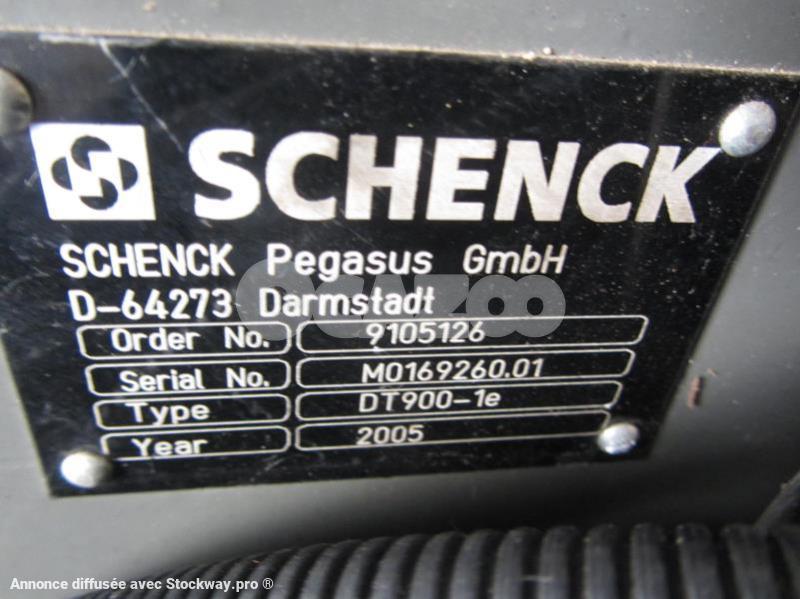 SCHENCK
SCHENCK Pegasus GmbH
D-64273 Darmstadt
Order No. 9105126
Serial No. M0169260.01
Type DT900-1e
Year 2005
OCAZOO
Annonce diffusée avec Stockway.pro ®